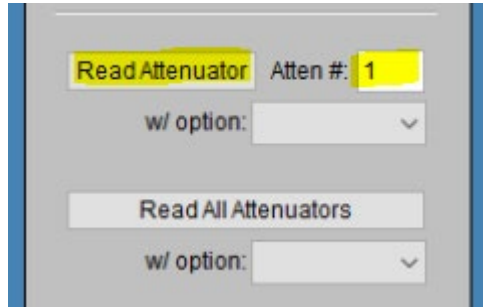 Read Attenuator Atten #: 1
w/ option:
Read All Attenuators
w/ option: